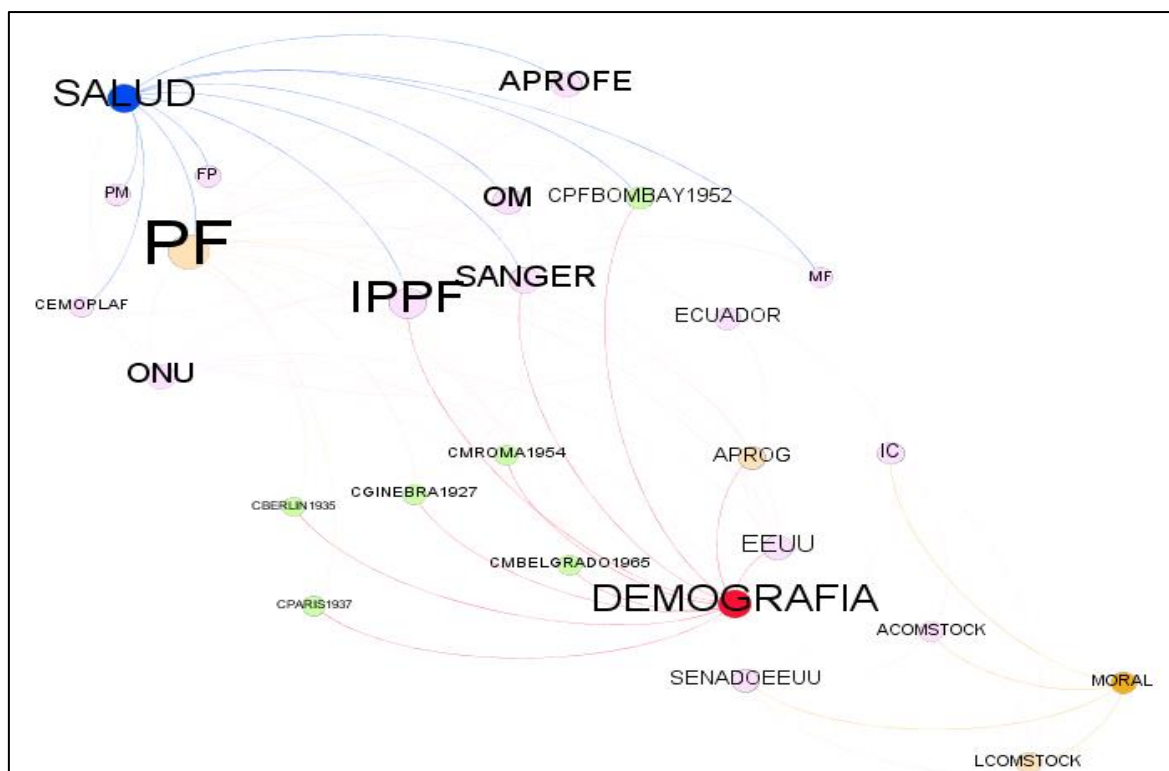 SALUD
APROFE
FP
PM
OM
CPFBOMBAY1952
PF
SANGER
MF
IPPF
CEMOPLAF
ECUADOR
ONU
CMROMA1954
APROG
IC
CGINEBRA1927
CBERLIN1935
EEUU
CMBELGRADO1965
DEMOGRAFIA
CPARIS1937
ACOMSTOCK
SENADOEEUU
MORAL
LCOMSTOCK